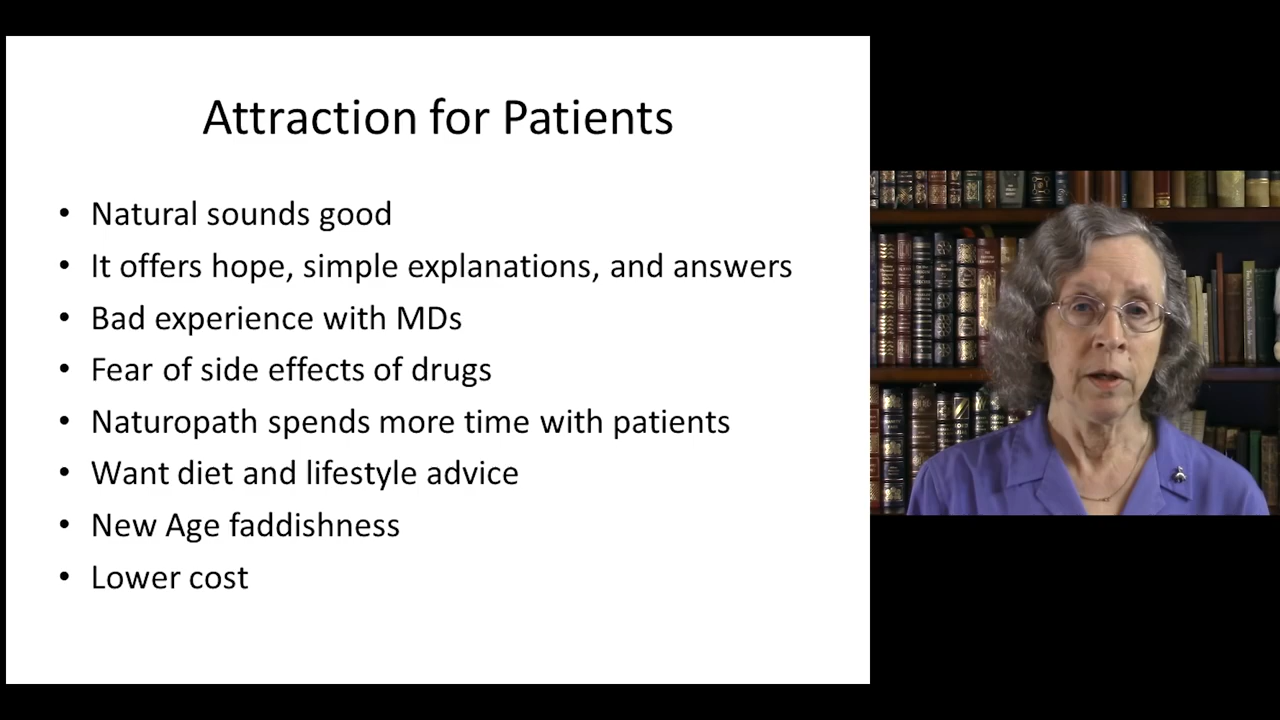 Attraction for Patients
• Natural sounds good
• It offers hope, simple explanations, and answers
• Bad experience with MDs
• Fear of side effects of drugs
• Naturopath spends more time with patients
• Want diet and lifestyle advice
• New Age faddishness
• Lower cost